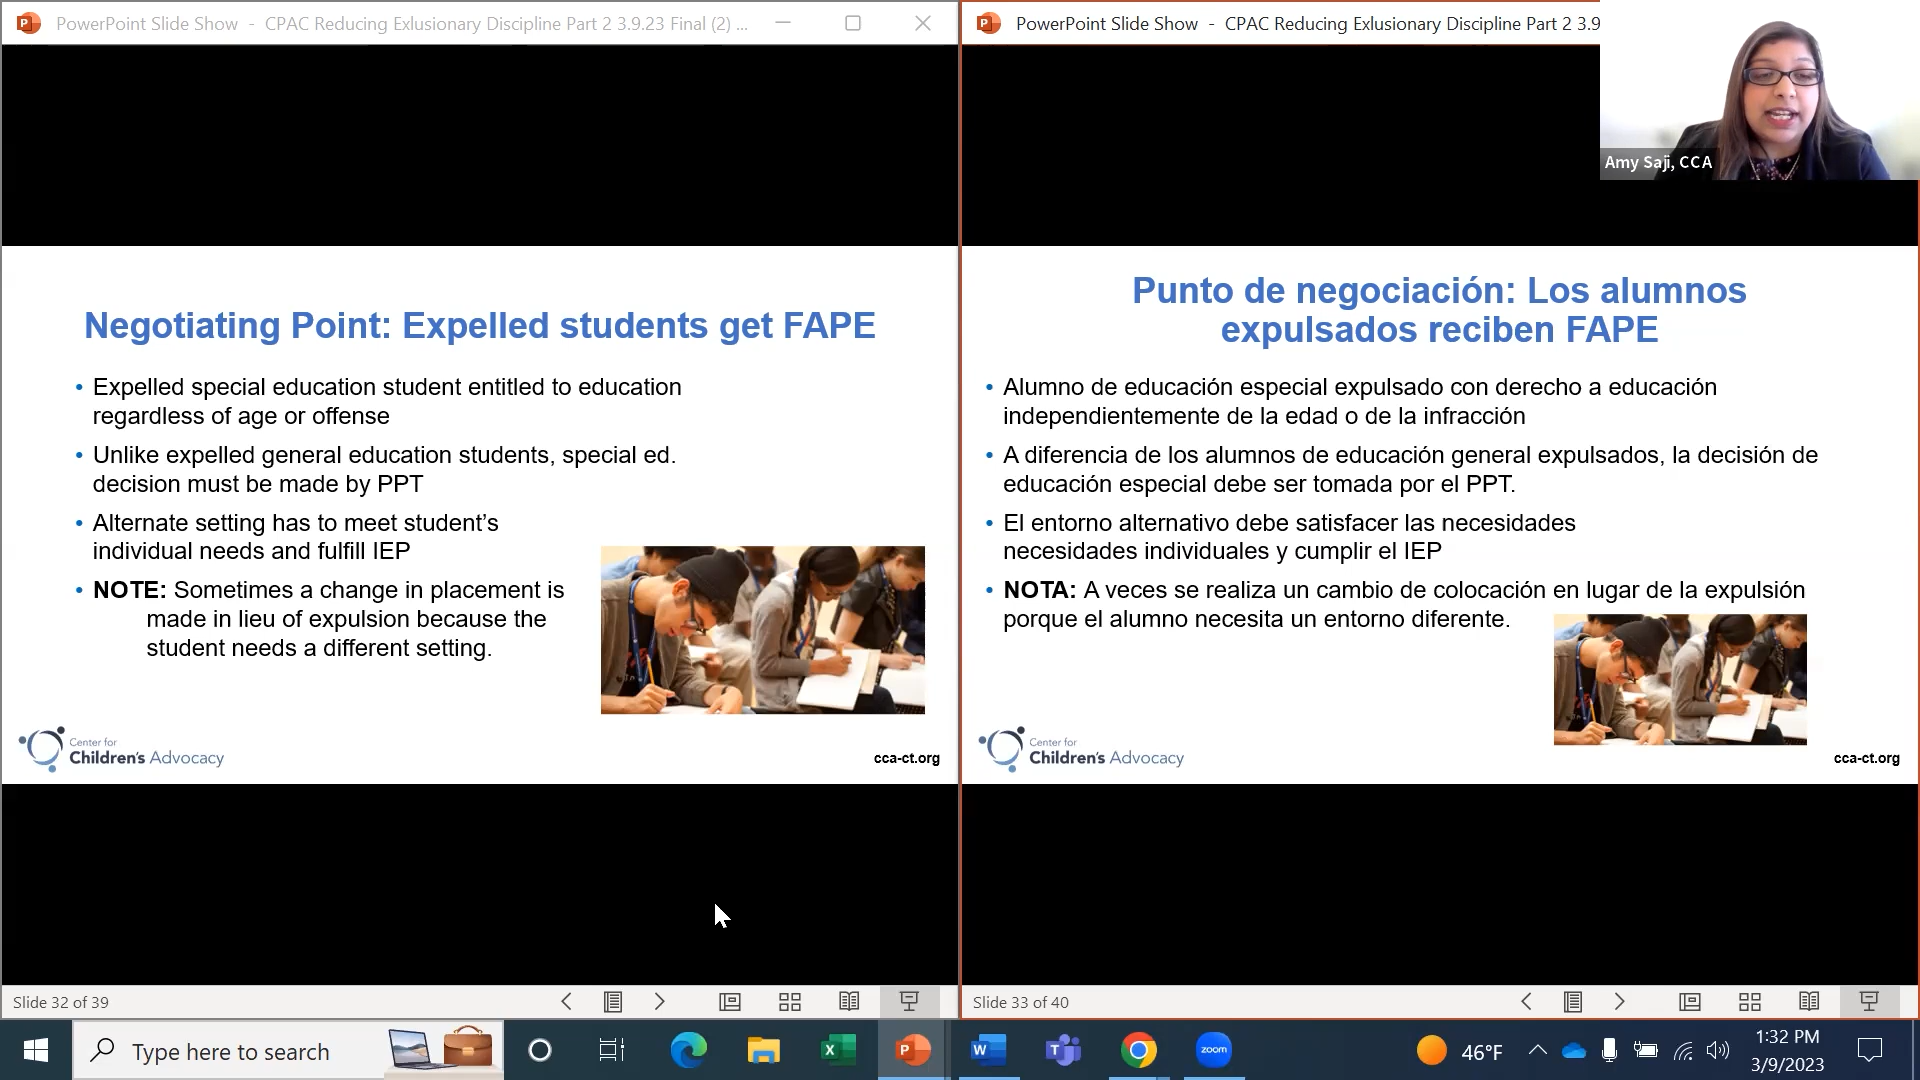 PowerPoint Slide Show - CPAC Reducing Exlusionary Discipline Part 2 3.9.23 Final (2) ...
Negotiating Point: Expelled students get FAPE
• Expelled special education student entitled to education
regardless of age or offense
• Unlike expelled general education students, special ed.
decision must be made by PPT
• Alternate setting has to meet student’s
individual needs and fulfill IEP
• NOTE: Sometimes a change in placement is
made in lieu of expulsion because the
student needs a different setting.
Center for
Children's Advocacy
cca-ct.org
Slide 32 of 39
PowerPoint Slide Show - CPAC Reducing Exlusionary Discipline Part 2 3.9
Amy Saji, CCA
Punto de negociación: Los alumnos
expulsados reciben FAPE
• Alumno de educación especial expulsado con derecho a educación
independientemente de la edad o de la infracción
• A diferencia de los alumnos de educación general expulsados, la decisión de
educación especial debe ser tomada por el PPT.
• El entorno alternativo debe satisfacer las necesidades
necesidades individuales y cumplir el IEP
• NOTA: A veces se realiza un cambio de colocación en lugar de la expulsión
porque el alumno necesita un entorno diferente.
Center for
Children's Advocacy
cca-ct.org
Slide 33 of 40
Type here to search
zoom
46°F
1:32 PM
3/9/2023